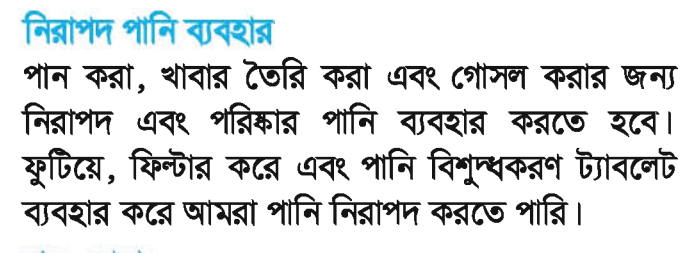 নিরাপদ পানি ব্যবহার
পান করা, খাবার তৈরি করা এবং গোসল করার জন্য
নিরাপদ এবং পরিষ্কার পানি ব্যবহার করতে হবে।
ফুটিয়ে, ফিল্টার করে এবং পানি বিশুদ্ধকরণ ট্যাবলেট
ব্যবহার করে আমরা পানি নিরাপদ করতে পারি।